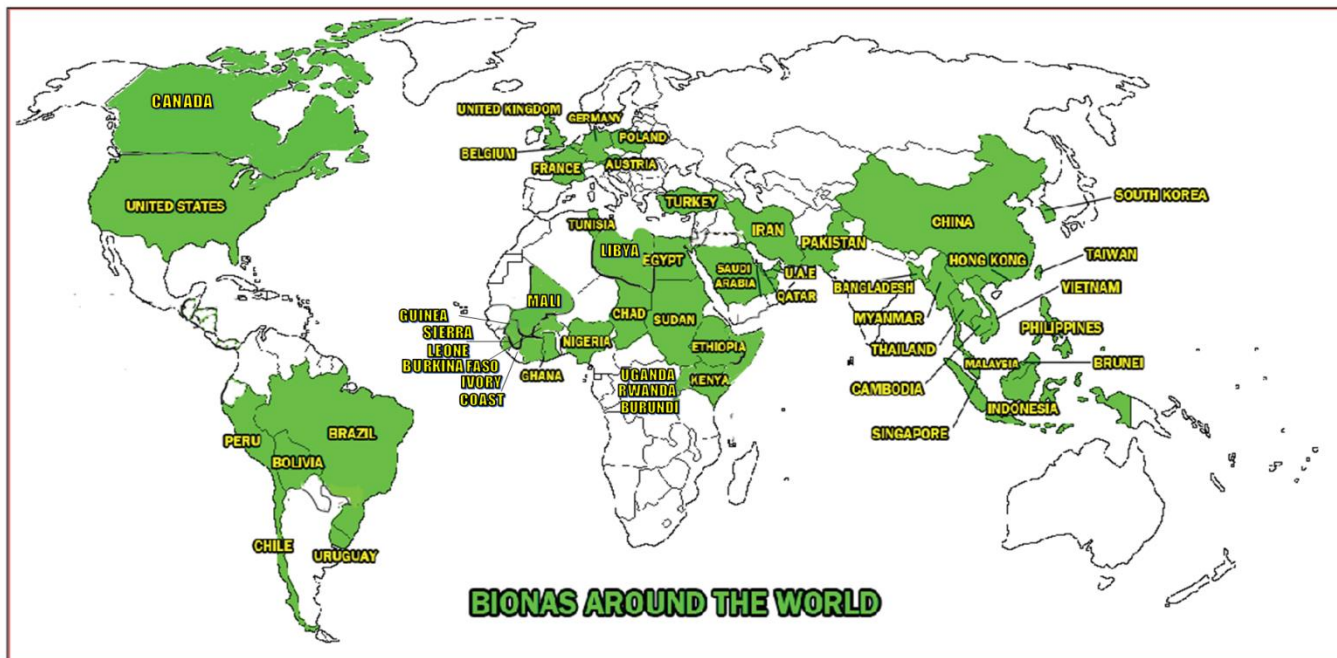 CANADA
UNITED STATES
PERU
BRAZIL
BOLIVIA
CHILE
URUGUAY
UNITED KINGDOM
GERMANY
POLAND
BELGIUM
FRANCE
AUSTRIA
TURKEY
TUNISIA
LIBYA
EGYPT
IRAN
PAKISTAN
SAUDI
ARABIA
U.A.E
QATAR
MALI
CHAD
SUDAN
GUINEA
SIERRA
LEONE
BURKINA FASO
IVORY
COAST
GHANA
NIGERIA
ETHIOPIA
KENYA
UGANDA
RWANDA
BURUNDI
CHINA
SOUTH KOREA
HONG KONG
TAIWAN
BANGLADESH
VIETNAM
MYANMAR
PHILIPPINES
THAILAND
MALAYSIA
BRUNEI
CAMBODIA
INDONESIA
SINGAPORE
BIONAS AROUND THE WORLD